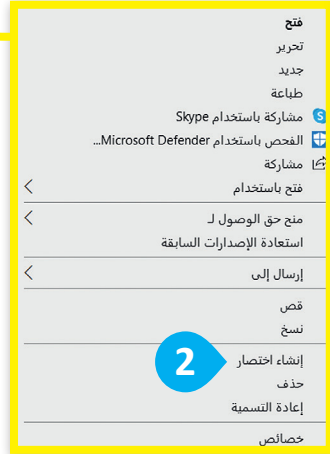 فتح
تحرير
جديد
طباعة
مشاركة باستخدام Skype
الفحص باستخدام Microsoft Defender...
مشاركة
فتح باستخدام
منح حق الوصول لـ
استعادة الإصدارات السابقة
إرسال إلى
قص
نسخ
إنشاء اختصار
2
حذف
إعادة التسمية
خصائص